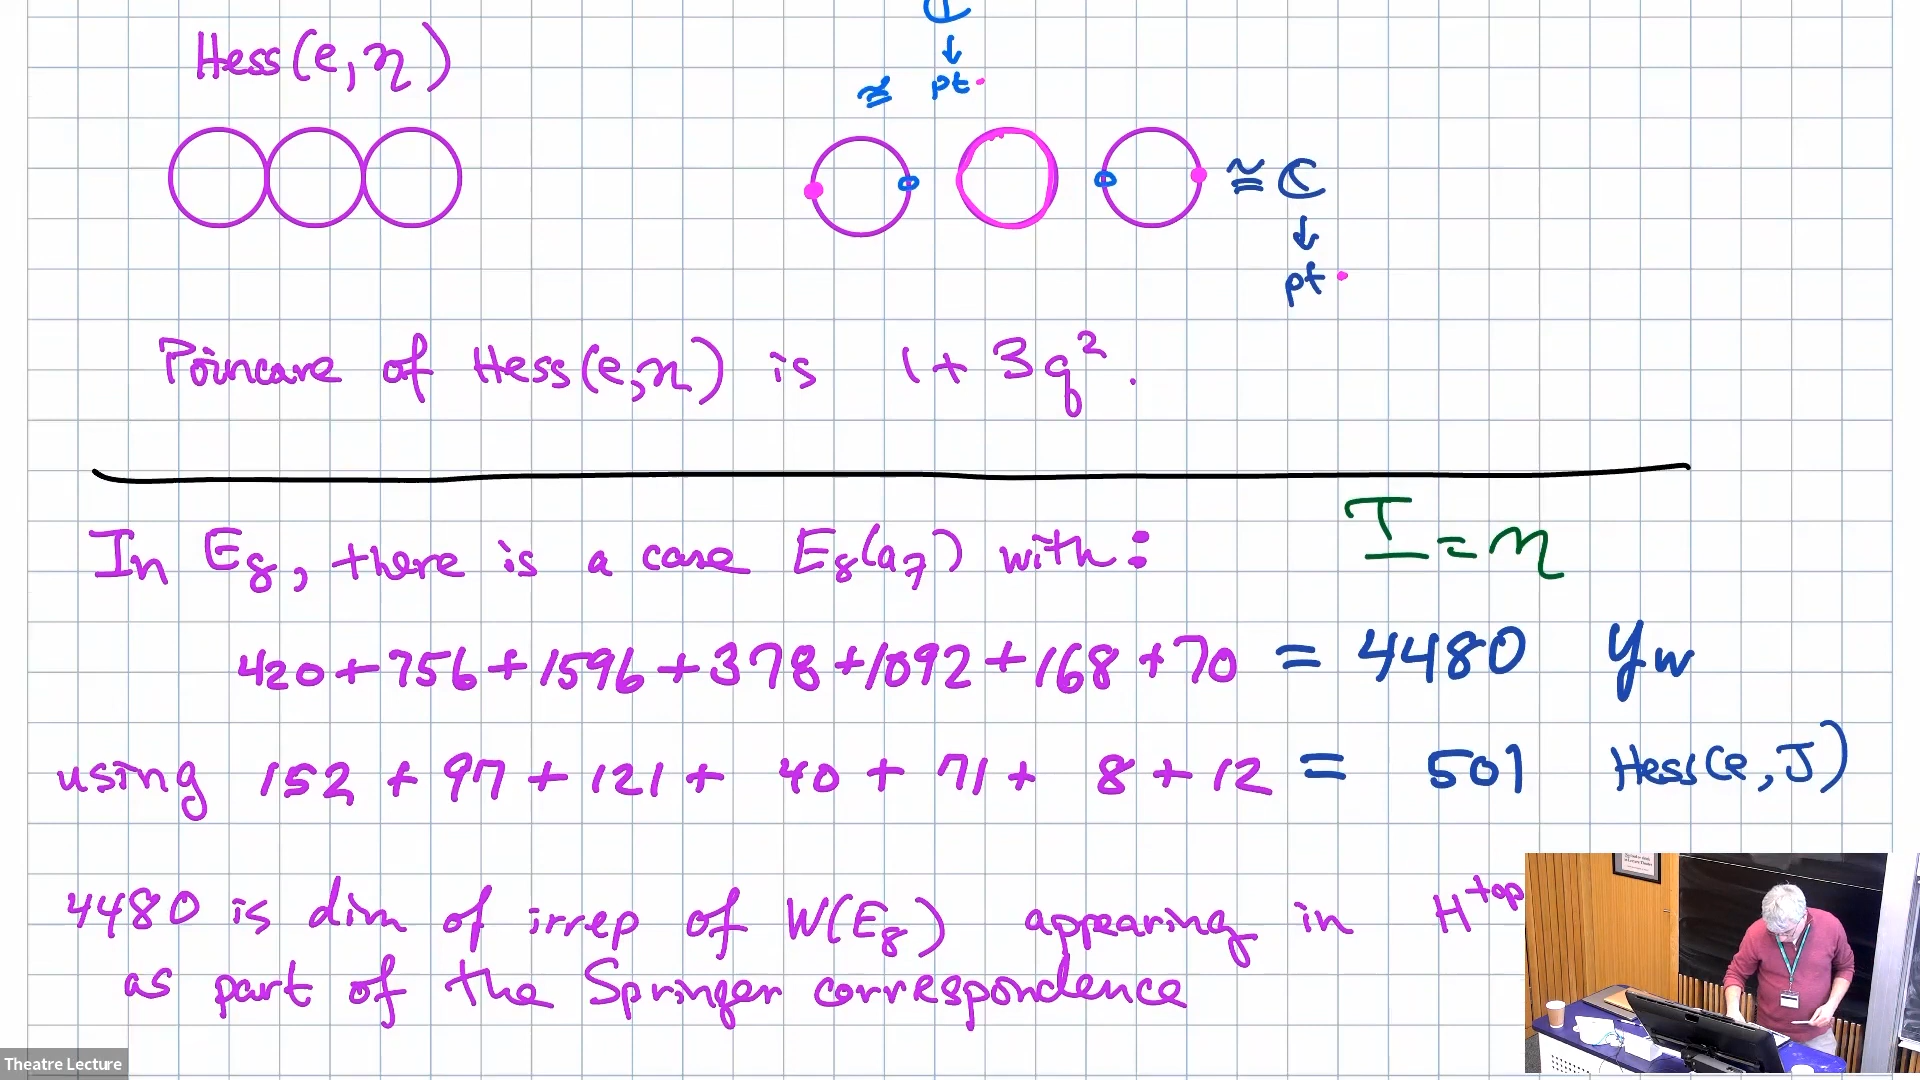 Hess(e,η)
ℂ
↓
≅ pt.
≅ ℂ
↓
pt.
Poincare of Hess(e,η) is 1+3q².
In E₈, there is a case E₈(a₇) with: I=η
420+756+1596+378+1092+168+70 = 4480 Yw
using 152+97+121+40+71+8+12 = 501 Hess(e,J)
4480 is dim of irrep of W(E₈) appearing in H^top
as part of the Springer correspondence
Theatre Lecture